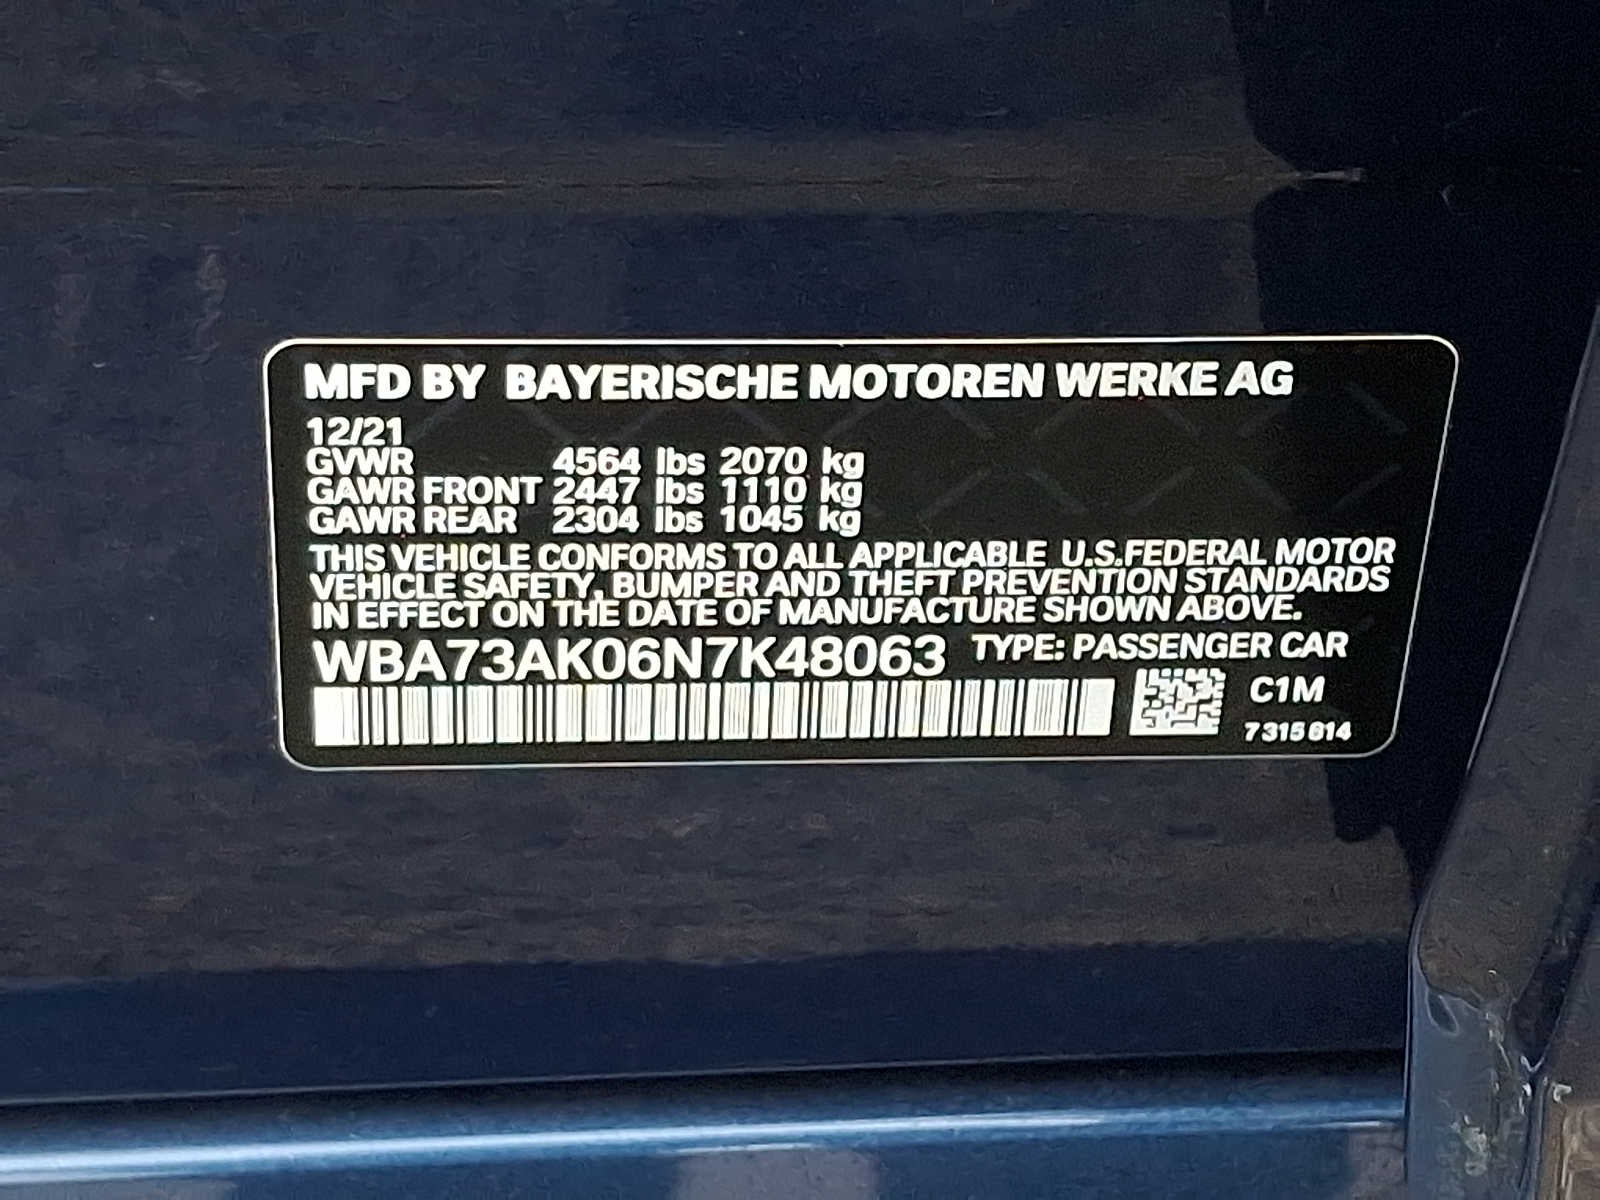 MFD BY BAYERISCHE MOTOREN WERKE AG
12/21
GVWR 4564 lbs 2070 kg
GAWR FRONT 2447 lbs 1110 kg
GAWR REAR 2304 lbs 1045 kg
THIS VEHICLE CONFORMS TO ALL APPLICABLE U.S.FEDERAL MOTOR
VEHICLE SAFETY, BUMPER AND THEFT PREVENTION STANDARDS
IN EFFECT ON THE DATE OF MANUFACTURE SHOWN ABOVE.
WBA73AK06N7K48063 TYPE: PASSENGER CAR
C1M
7 315 814